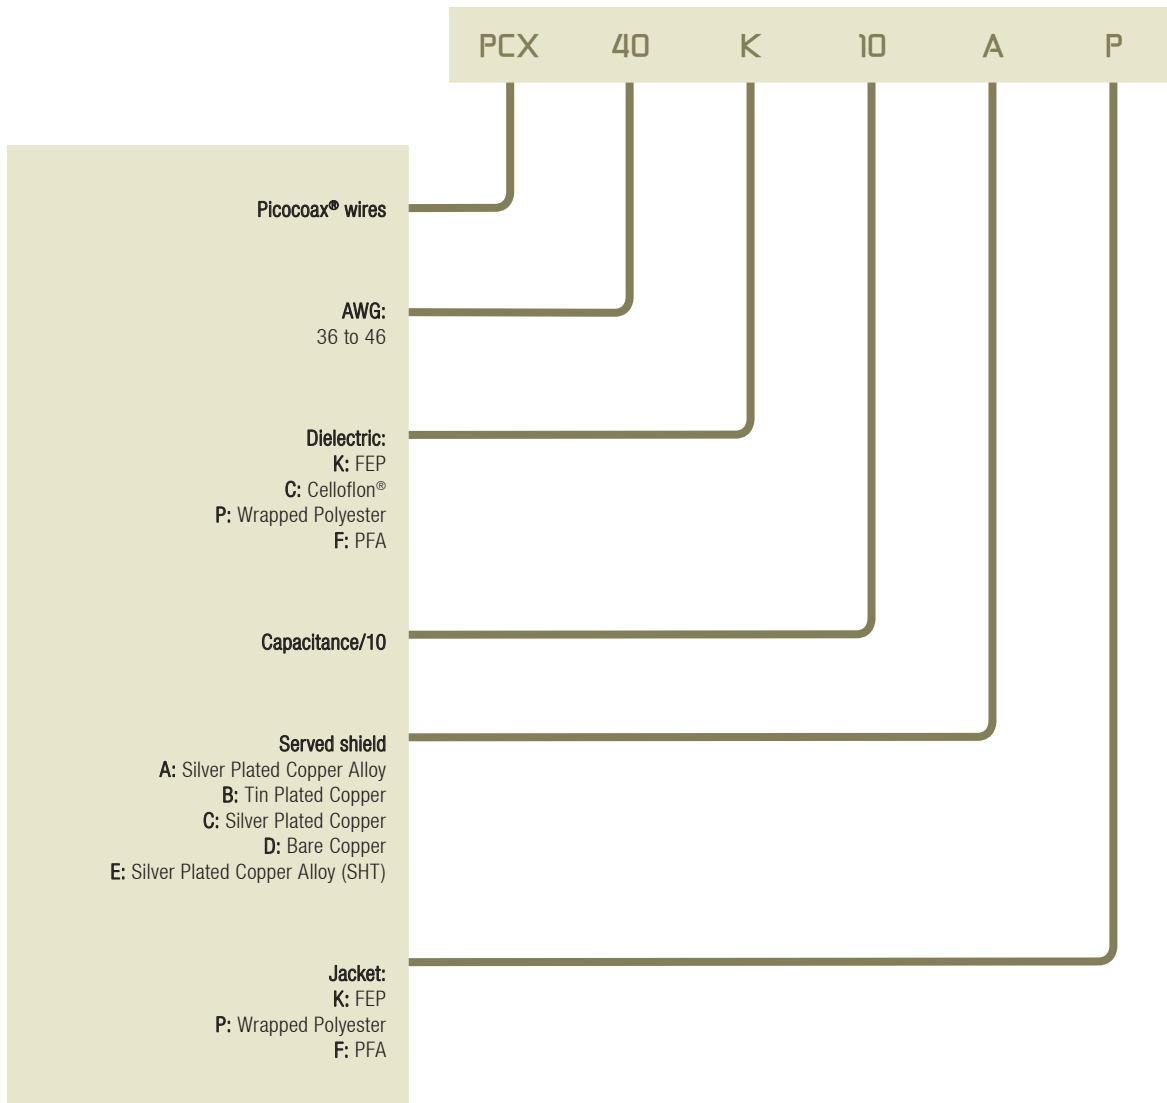 PCX 40 K 10 A P
Picocoax® wires
AWG:
36 to 46
Dielectric:
K: FEP
C: Celloflon®
P: Wrapped Polyester
F: PFA
Capacitance/10
Served shield
A: Silver Plated Copper Alloy
B: Tin Plated Copper
C: Silver Plated Copper
D: Bare Copper
E: Silver Plated Copper Alloy (SHT)
Jacket:
K: FEP
P: Wrapped Polyester
F: PFA